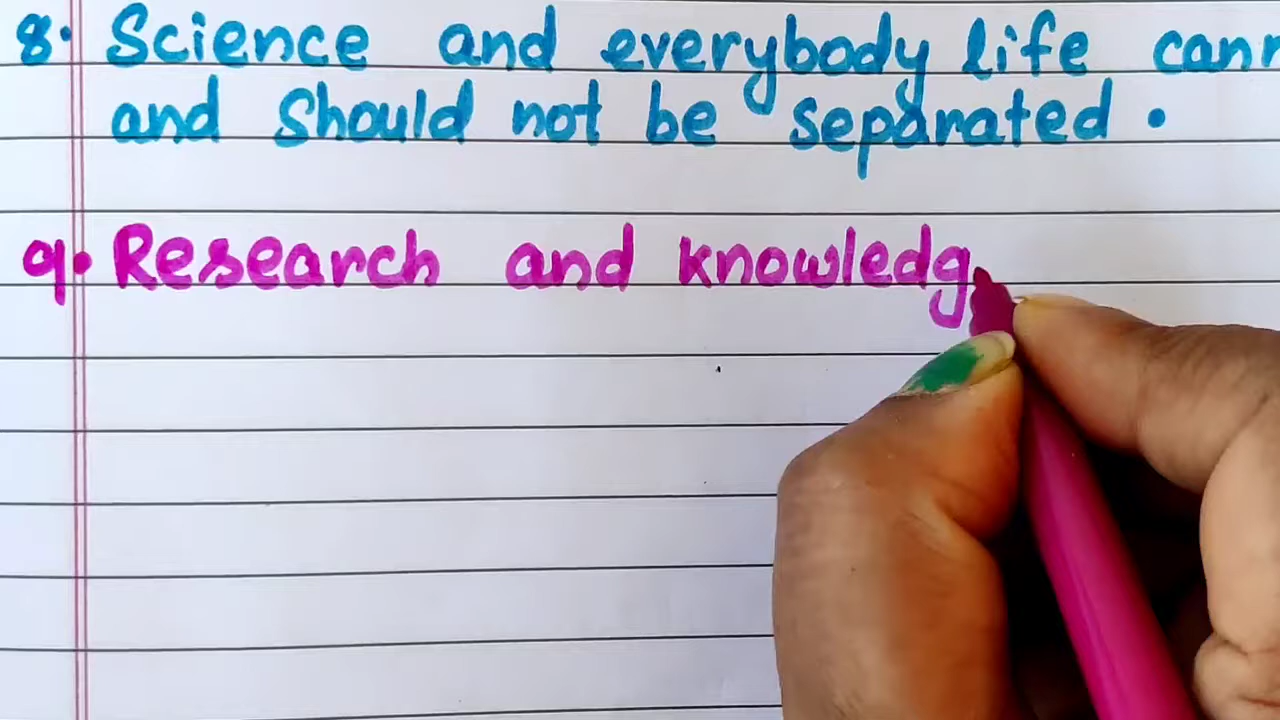 8. Science and everybody life cann
and should not be separated.
9. Research and knowledg